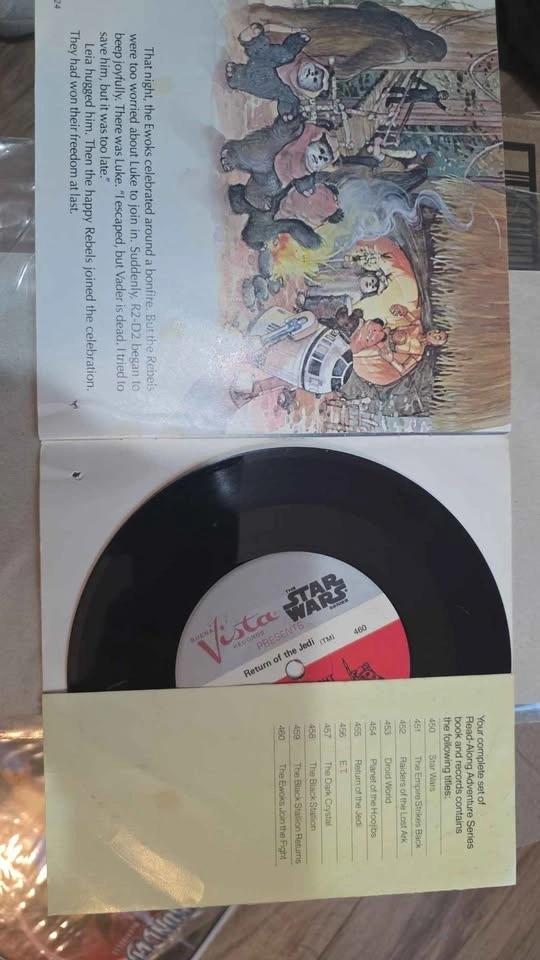 24
That night, the Ewoks celebrated around a bonfire. But the Rebels
were too worried about Luke to join in. Suddenly, R2-D2 began to
beep joyfully. There was Luke. "I escaped, but Vader is dead. I tried to
save him, but it was too late."
Leia hugged him. Then the happy Rebels joined the celebration.
They had won their freedom at last.
BUENA
Vista
RECORDS
PRESENTS
THE
STAR
WARS
SERIES
Return of the Jedi (TM) 460
Your complete set of
Read-Along Adventure Series
book and records contains
the following titles:
450 Star Wars
451 The Empire Strikes Back
452 Raiders of the Lost Ark
453 Droid World
454 Planet of the Hoojibs
455 Return of the Jedi
456 E.T.
457 The Dark Crystal
458 The Black Stallion
459 The Black Stallion Returns
460 The Ewoks Join the Fight